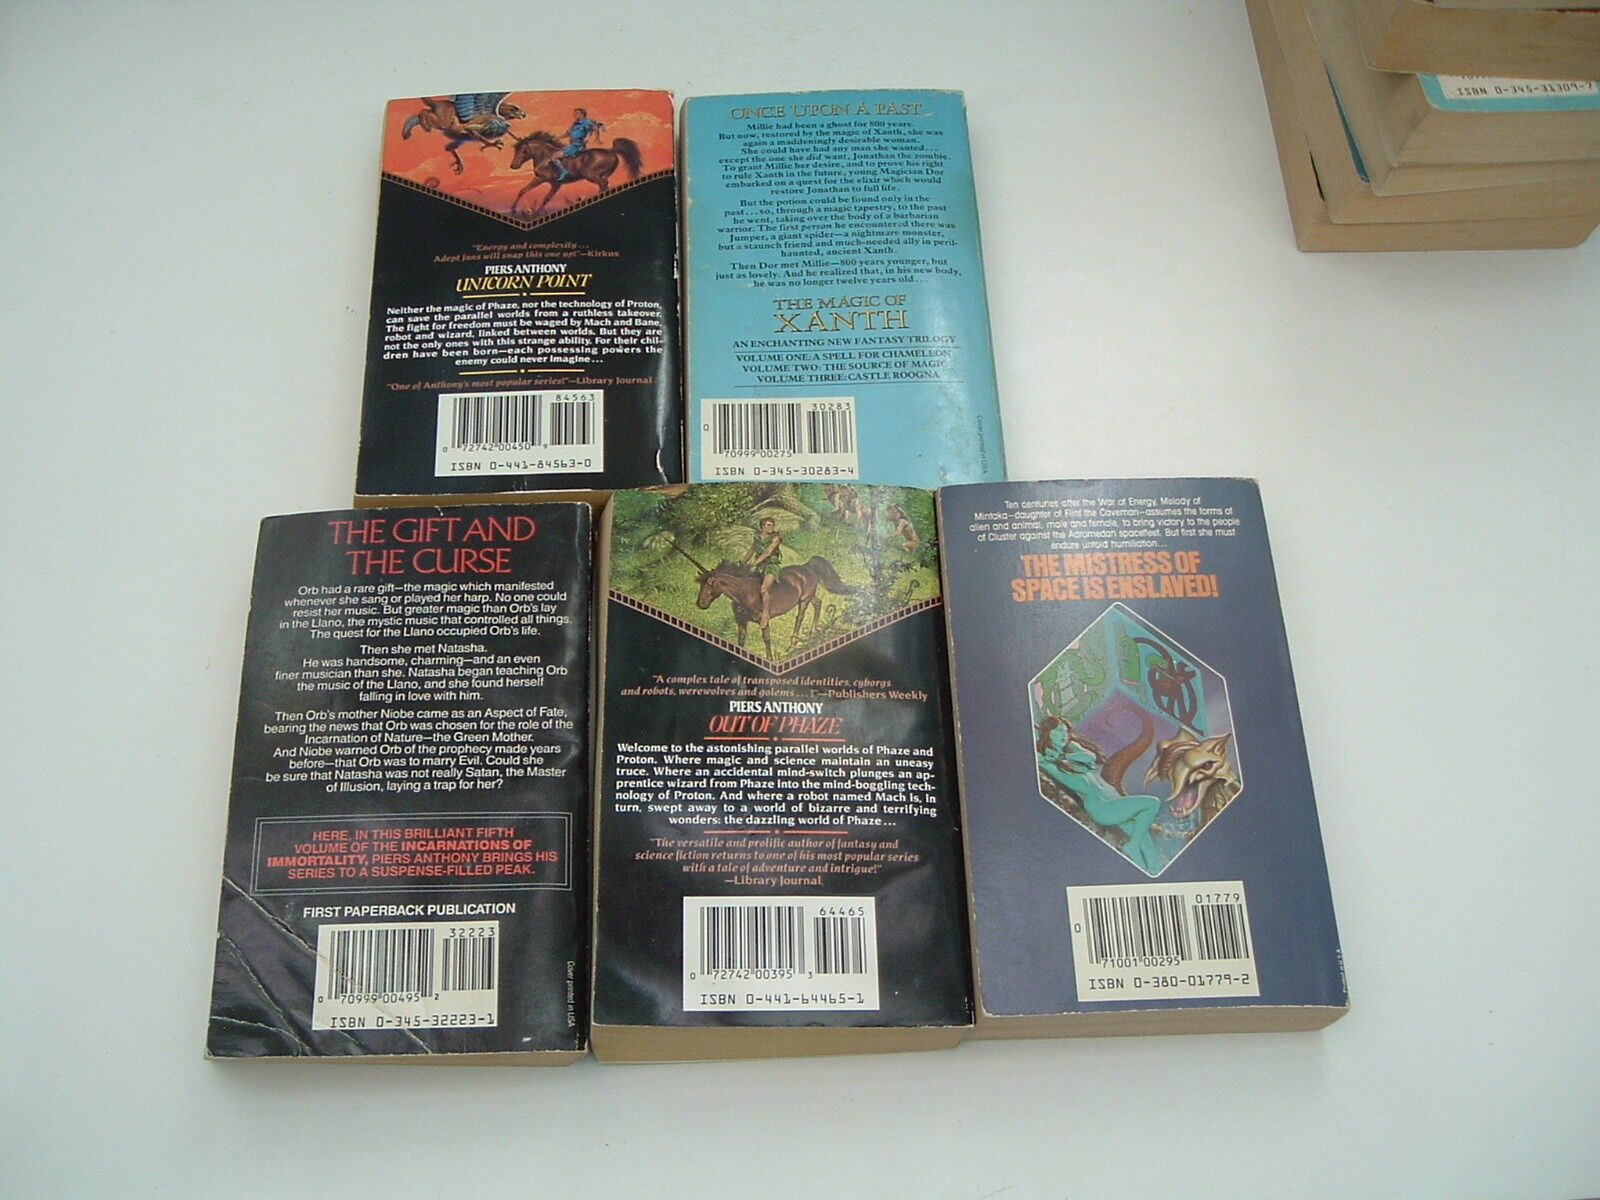 "Energy and complexity...
Adept fans will snap this one up!"—Kirkus
PIERS ANTHONY
UNICORN POINT
Neither the magic of Phaze, nor the technology of Proton,
can save the parallel worlds from a ruthless takeover.
The fight for freedom must be waged by Mach and Bane,
robot and wizard, linked between worlds. But they are
not the only ones with this strange ability. For their chil-
dren have been born—each possessing powers the
enemy could never imagine...
"One of Anthony's most popular series!"—Library Journal
84563
0 72742 00450 9
ISBN 0-441-84563-0
ONCE UPON A PAST
Millie had been a ghost for 800 years.
But now, restored by the magic of Xanth, she was
again a maddeningly desirable woman.
She could have had any man she wanted...
except the one she did want, Jonathan the zombie.
To grant Millie her desire, and to prove his right
to rule Xanth in the future, young Magician Dor
embarked on a quest for the elixir which would
restore Jonathan to full life.
But the potion could be found only in the
past...so, through a magic tapestry, to the past
he went, taking over the body of a barbarian
warrior. The first person he encountered there was
Jumper, a giant spider—a nightmare monster,
but a staunch friend and much-needed ally in peril-
haunted, ancient Xanth.
Then Dor met Millie—800 years younger, but
just as lovely. And he realized that, in his new body,
he was no longer twelve years old...
THE MAGIC OF
XANTH
AN ENCHANTING NEW FANTASY TRILOGY
VOLUME ONE: A SPELL FOR CHAMELEON
VOLUME TWO: THE SOURCE OF MAGIC
VOLUME THREE: CASTLE ROOGNA
30283
0 70999 00275
ISBN 0-345-30283-4
Cover printed in USA
ISBN 0-345-31309-7
THE GIFT AND
THE CURSE
Orb had a rare gift—the magic which manifested
whenever she sang or played her harp. No one could
resist her music. But greater magic than Orb's lay
in the Llano, the mystic music that controlled all things.
The quest for the Llano occupied Orb's life.
Then she met Natasha.
He was handsome, charming—and an even
finer musician than she. Natasha began teaching Orb
the music of the Llano, and she found herself
falling in love with him.
Then Orb's mother Niobe came as an Aspect of Fate,
bearing the news that Orb was chosen for the role of the
Incarnation of Nature—the Green Mother.
And Niobe warned Orb of the prophecy made years
before—that Orb was to marry Evil. Could she
be sure that Natasha was not really Satan, the Master
of Illusion, laying a trap for her?
HERE, IN THIS BRILLIANT FIFTH
VOLUME OF THE INCARNATIONS OF
IMMORTALITY, PIERS ANTHONY BRINGS HIS
SERIES TO A SUSPENSE-FILLED PEAK.
FIRST PAPERBACK PUBLICATION
32223
0 70999 00495 2
ISBN 0-345-32223-1
Cover printed in USA
"A complex tale of transposed identities, cyborgs
and robots, werewolves and golems...!"—Publishers Weekly
PIERS ANTHONY
OUT OF PHAZE
Welcome to the astonishing parallel worlds of Phaze and
Proton. Where magic and science maintain an uneasy
truce. Where an accidental mind-switch plunges an ap-
prentice wizard from Phaze into the mind-boggling tech-
nology of Proton. And where a robot named Mach is, in
turn, swept away to a world of bizarre and terrifying
wonders: the dazzling world of Phaze...
"The versatile and prolific author of fantasy and
science fiction returns to one of his most popular series
with a tale of adventure and intrigue!"
—Library Journal
64465
0 72742 00395 3
ISBN 0-441-64465-1
Ten centuries after the War of Energy, Melody of
Mintaka—daughter of Flint the Caveman—assumes the forms of
alien and animal, male and female, to bring victory to the people
of Cluster against the Adromedan spacefleet. But first she must
endure untold humiliation...
THE MISTRESS OF
SPACE IS ENSLAVED!
01779
0 71001 00295
ISBN 0-380-01779-2